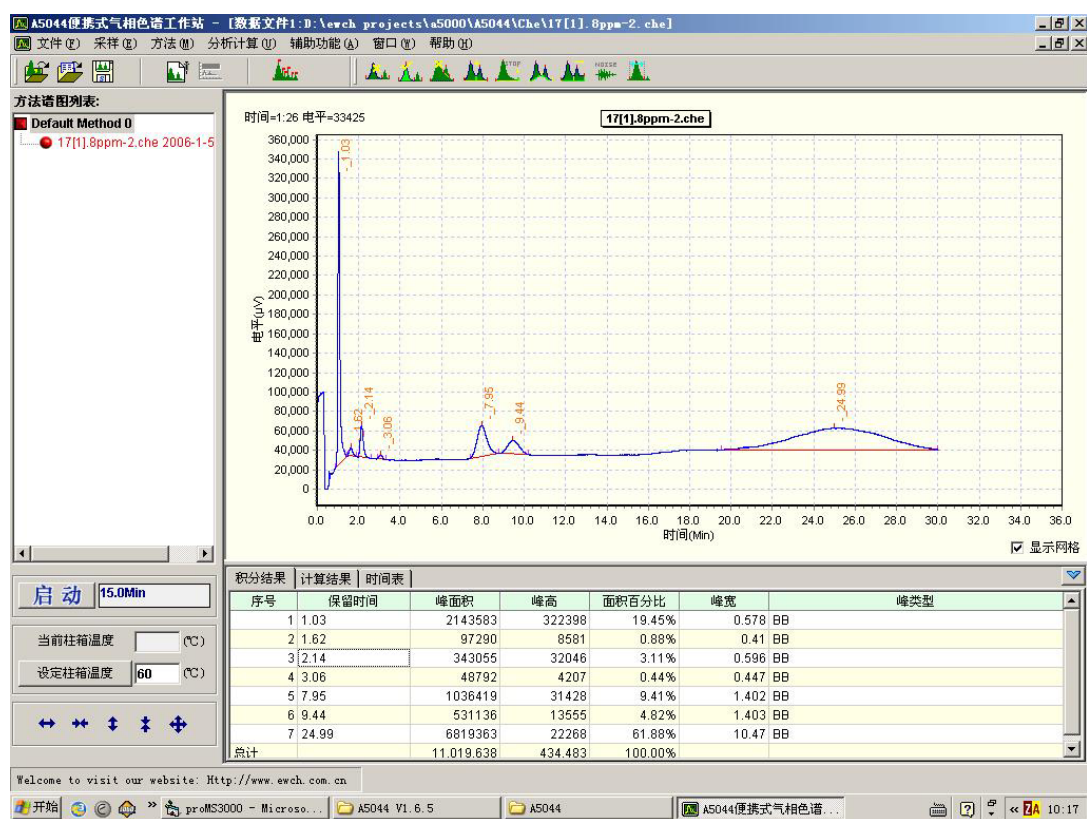 A5044便携式气相色谱工作站 - [数据文件1:D:\ewch projects\a5000\A5044\Che\17[1].8ppm-2.che]
文件(F) 采样(E) 方法(M) 分析计算(U) 辅助功能(A) 窗口(W) 帮助(H)
STOP NOISE
方法谱图列表:
Default Method 0
17[1].8ppm-2.che 2006-1-5
时间=1:26 电平=33425
17[1].8ppm-2.che
360,000
340,000
320,000
300,000
280,000
260,000
240,000
220,000
200,000
180,000
160,000
140,000
120,000
100,000
80,000
60,000
40,000
20,000
0
电平(μV)
-_1.03
1.62
-_2.14
-_3.06
-_7.95
-_9.44
-_24.99
0.0 2.0 4.0 6.0 8.0 10.0 12.0 14.0 16.0 18.0 20.0 22.0 24.0 26.0 28.0 30.0 32.0 34.0 36.0
时间(Min)
显示网格
启动 15.0Min
当前柱箱温度 (℃)
设定柱箱温度 60 (℃)
积分结果 计算结果 时间表
序号 保留时间 峰面积 峰高 面积百分比 峰宽 峰类型
1 1.03 2143583 322398 19.45% 0.578 BB
2 1.62 97290 8581 0.88% 0.41 BB
3 2.14 343055 32046 3.11% 0.596 BB
4 3.06 48792 4207 0.44% 0.447 BB
5 7.95 1036419 31428 9.41% 1.402 BB
6 9.44 531136 13555 4.82% 1.403 BB
7 24.99 6819363 22268 61.88% 10.47 BB
总计 11.019.638 434.483 100.00%
Welcome to visit our website: Http://www.ewch.com.cn
开始 » proMS3000 - Microso... A5044 V1.6.5 A5044 A5044便携式气相色谱... « ZA 10:17